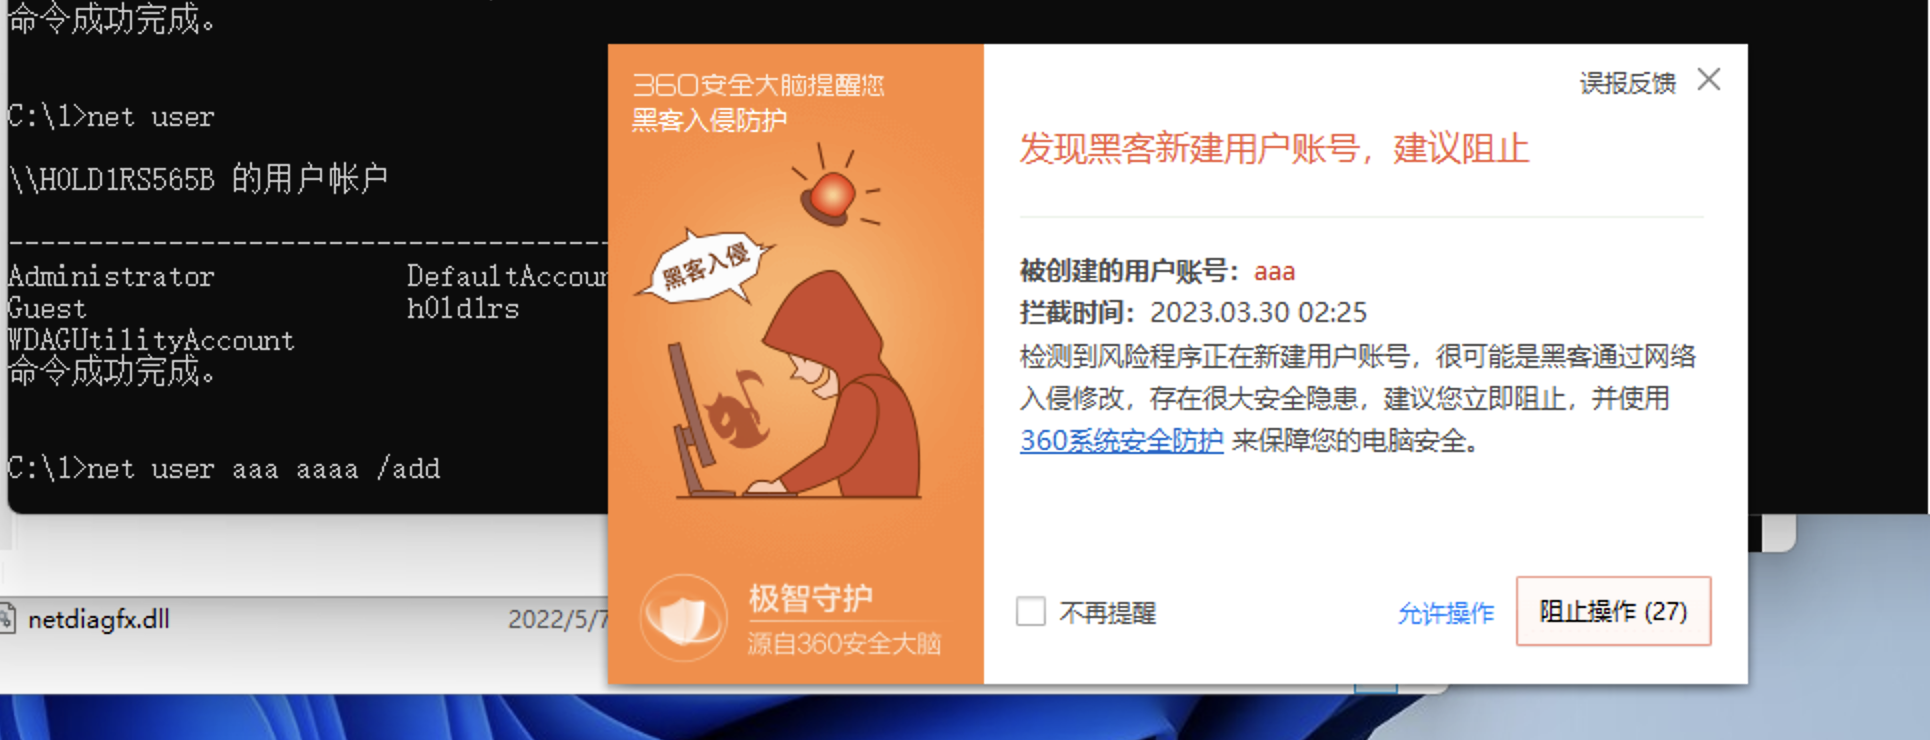 命令成功完成。
C:\1>net user
\\H0LD1RS565B 的用户帐户
-------------------------------------
Administrator DefaultAccoun
Guest h0ld1rs
WDAGUtilityAccount
命令成功完成。
C:\1>net user aaa aaaa /add
netdiagfx.dll 2022/5/7
360安全大脑提醒您
黑客入侵防护
黑客入侵
极智守护
源自360安全大脑
误报反馈
发现黑客新建用户账号，建议阻止
被创建的用户账号：aaa
拦截时间：2023.03.30 02:25
检测到风险程序正在新建用户账号，很可能是黑客通过网络
入侵修改，存在很大安全隐患，建议您立即阻止，并使用
360系统安全防护 来保障您的电脑安全。
不再提醒 允许操作 阻止操作 (27)